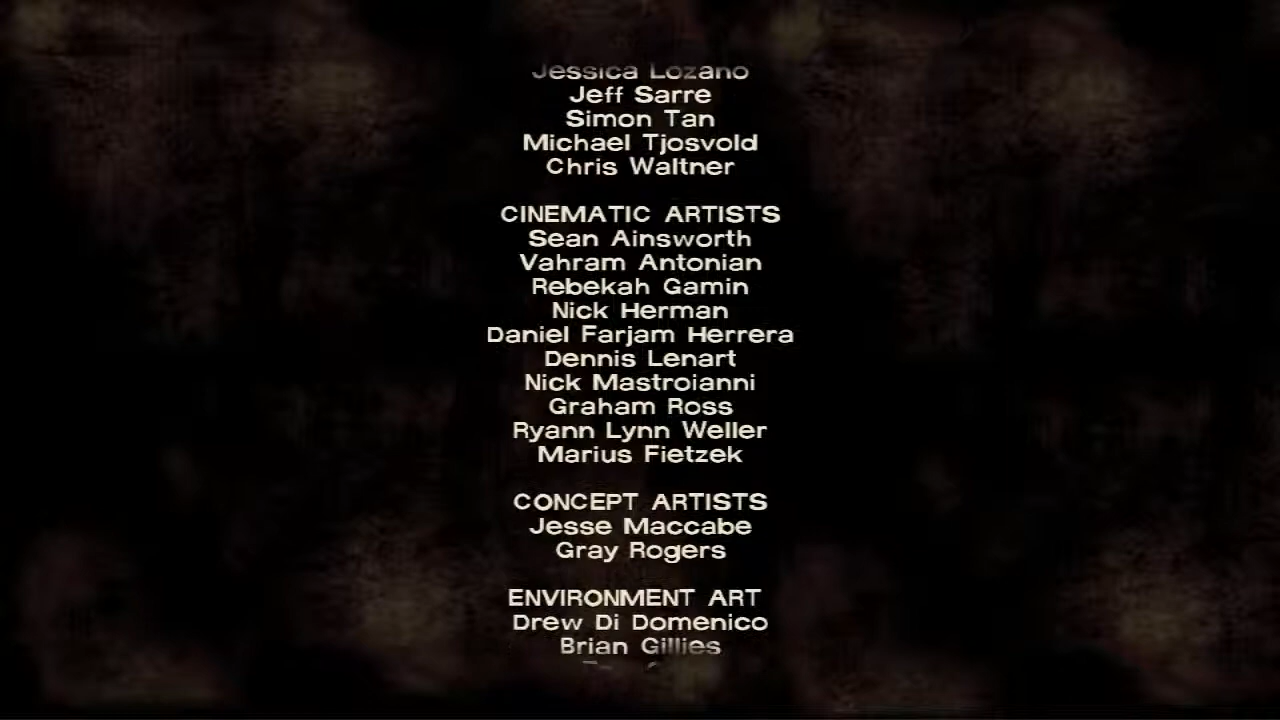 Jessica Lozano
Jeff Sarre
Simon Tan
Michael Tjosvold
Chris Waltner
CINEMATIC ARTISTS
Sean Ainsworth
Vahram Antonian
Rebekah Gamin
Nick Herman
Daniel Farjam Herrera
Dennis Lenart
Nick Mastroianni
Graham Ross
Ryann Lynn Weller
Marius Fietzek
CONCEPT ARTISTS
Jesse Maccabe
Gray Rogers
ENVIRONMENT ART
Drew Di Domenico
Brian Gillies